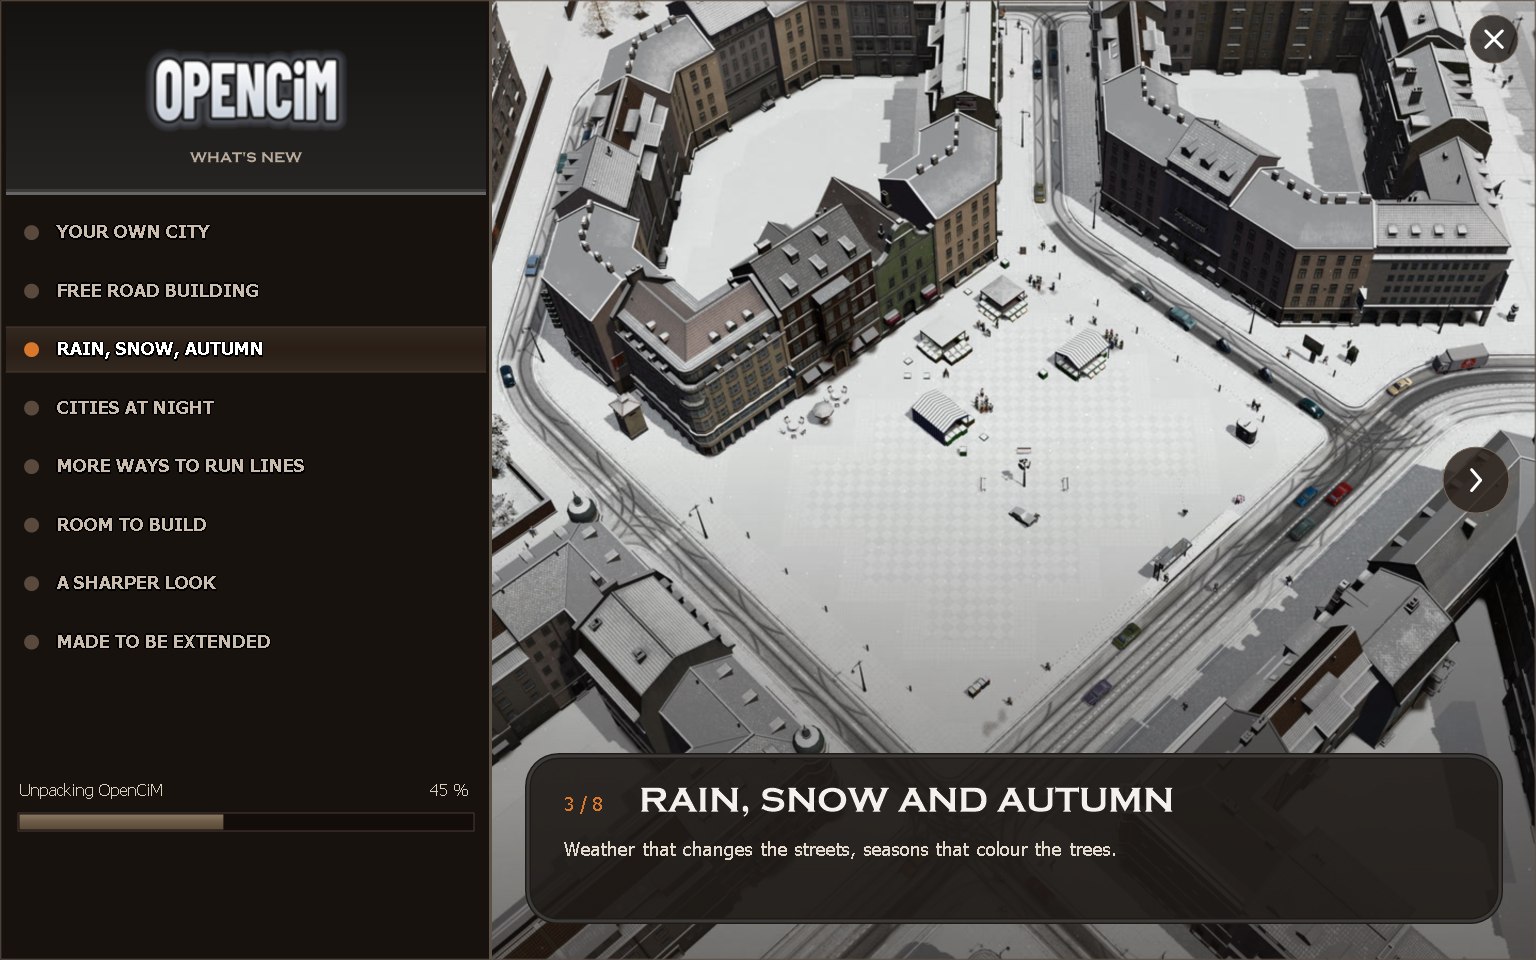 OPENCiM
WHAT'S NEW
YOUR OWN CITY
FREE ROAD BUILDING
RAIN, SNOW, AUTUMN
CITIES AT NIGHT
MORE WAYS TO RUN LINES
ROOM TO BUILD
A SHARPER LOOK
MADE TO BE EXTENDED
Unpacking OpenCiM 45 %
3 / 8 RAIN, SNOW AND AUTUMN
Weather that changes the streets, seasons that colour the trees.